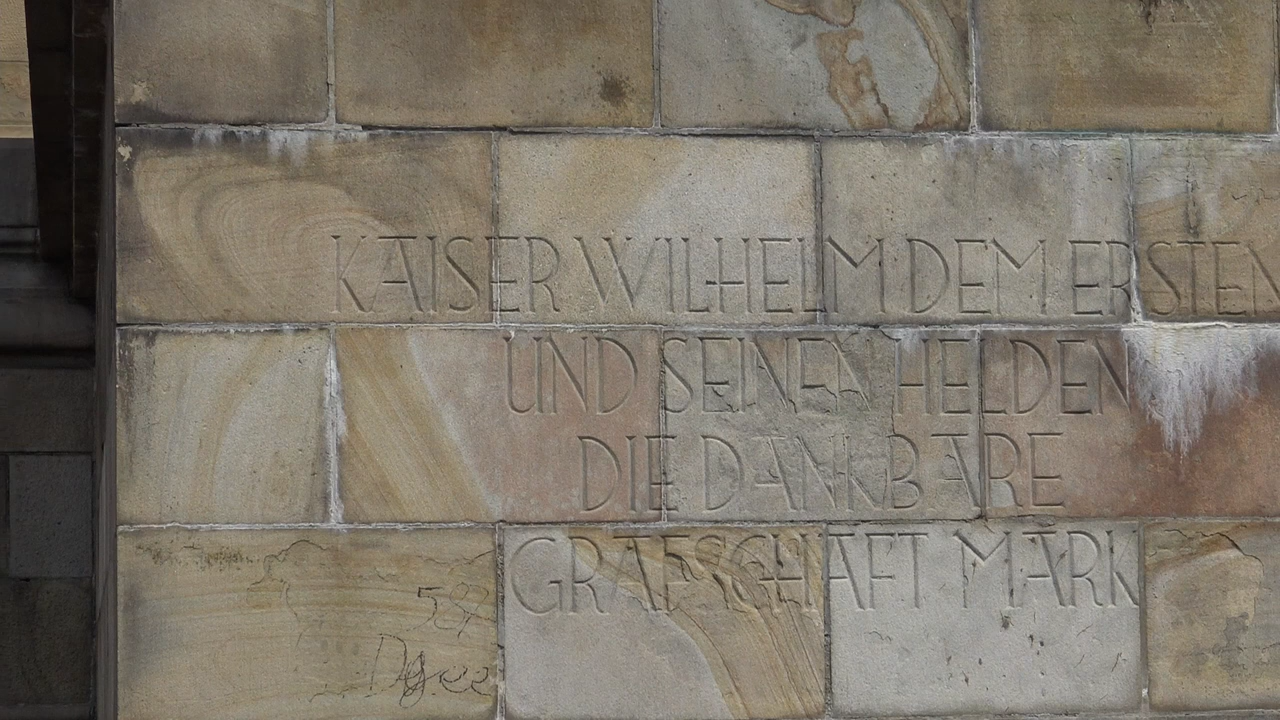 KAISER WILHELM DEM ERSTEN
UND SEINEN HELDEN
DIE DANKBARE
GRAFSCHAFT MARK